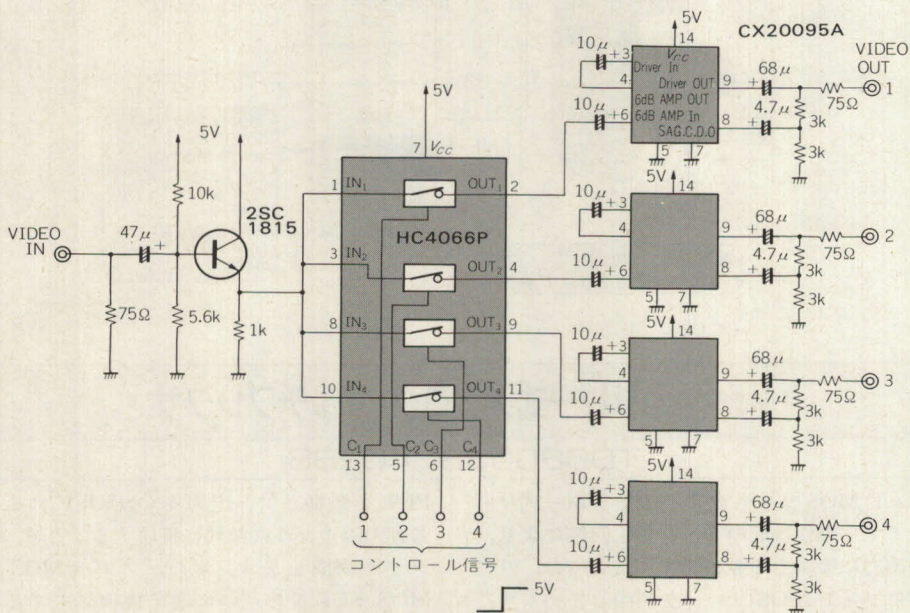 CX20095A
VIDEO
OUT
5V
14
10μ
+3
Vcc
Driver In
4
Driver OUT
9
68μ
+
75Ω
1
6dB AMP OUT
10μ
+6
6dB AMP In
SAG.C.D.O
8
4.7μ
+
3k
3k
5
7
5V
7
Vcc
5V
10k
2SC
1815
VIDEO
IN
47μ
+
75Ω
5.6k
1k
1
IN1
OUT1
2
HC4066P
3
IN2
OUT2
4
8
IN3
OUT3
9
10
IN4
OUT4
11
C1
C2
C3
C4
13
5
6
12
1
2
3
4
コントロール信号
5V
5V
14
10μ
+3
4
9
68μ
+
75Ω
2
10μ
+6
8
4.7μ
+
3k
3k
5
7
5V
14
10μ
+3
4
9
68μ
+
75Ω
3
10μ
+6
8
4.7μ
+
3k
3k
5
7
5V
14
10μ
+3
4
9
68μ
+
75Ω
4
10μ
+6
8
4.7μ
+
3k
3k
5
7